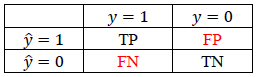 y = 1 y = 0
ŷ = 1 TP FP
ŷ = 0 FN TN